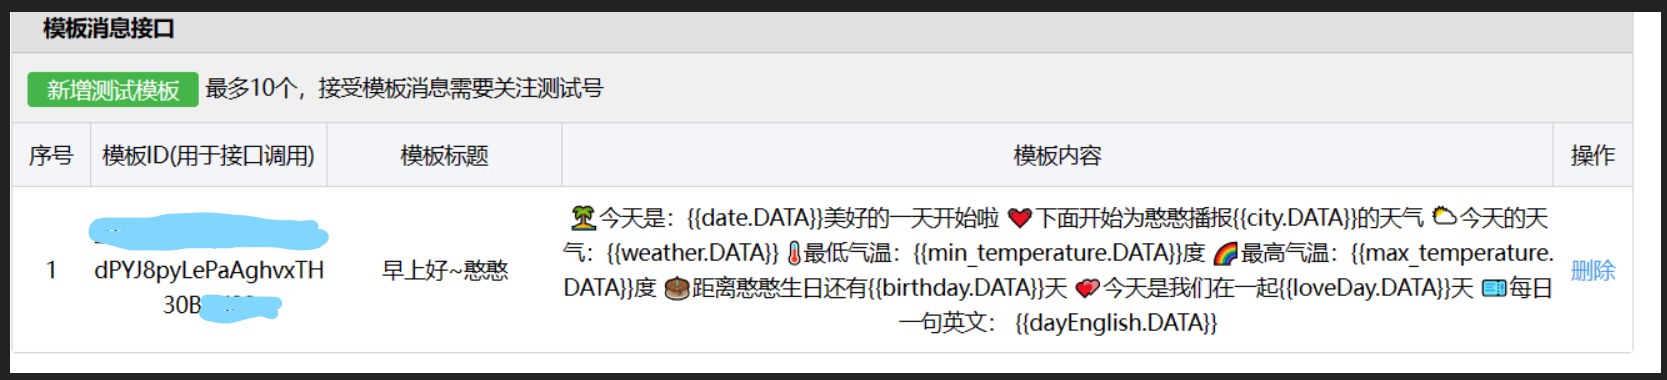 模板消息接口
新增测试模板 最多10个，接受模板消息需要关注测试号
序号 模板ID(用于接口调用) 模板标题 模板内容 操作
🏝️今天是：{{date.DATA}}美好的一天开始啦 ❤️下面开始为憨憨播报{{city.DATA}}的天气 🌥️今天的天
气：{{weather.DATA}} 🌡️最低气温：{{min_temperature.DATA}}度 🌈最高气温：{{max_temperature.
1 dPYJ8pyLePaAghvxTH 早上好~憨憨 删除
DATA}}度 🎂距离憨憨生日还有{{birthday.DATA}}天 💕今天是我们在一起{{loveDay.DATA}}天 🎫每日
30B
一句英文： {{dayEnglish.DATA}}